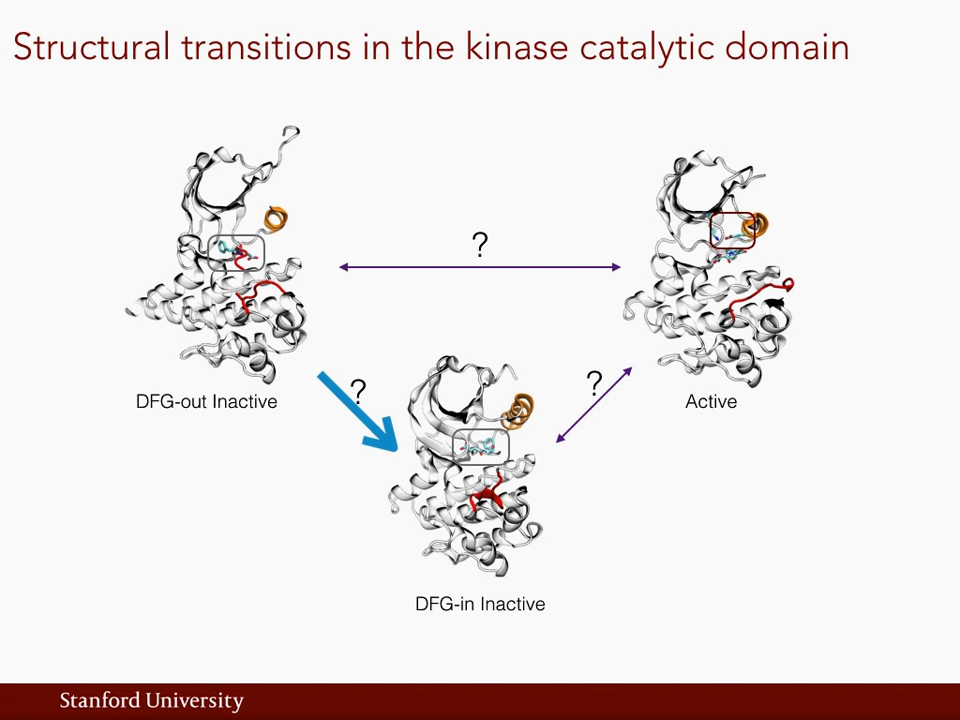 Structural transitions in the kinase catalytic domain
?
?
?
DFG-out Inactive
Active
DFG-in Inactive
Stanford University